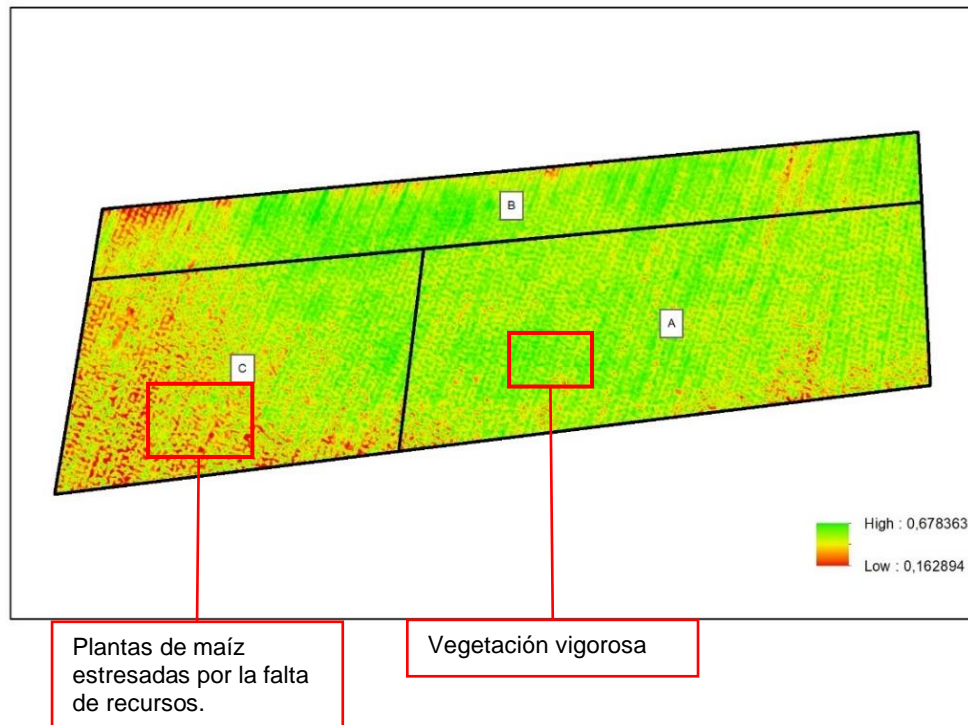 B
A
C
High : 0,678363
Low : 0,162894
Plantas de maíz
estresadas por la falta
de recursos.
Vegetación vigorosa